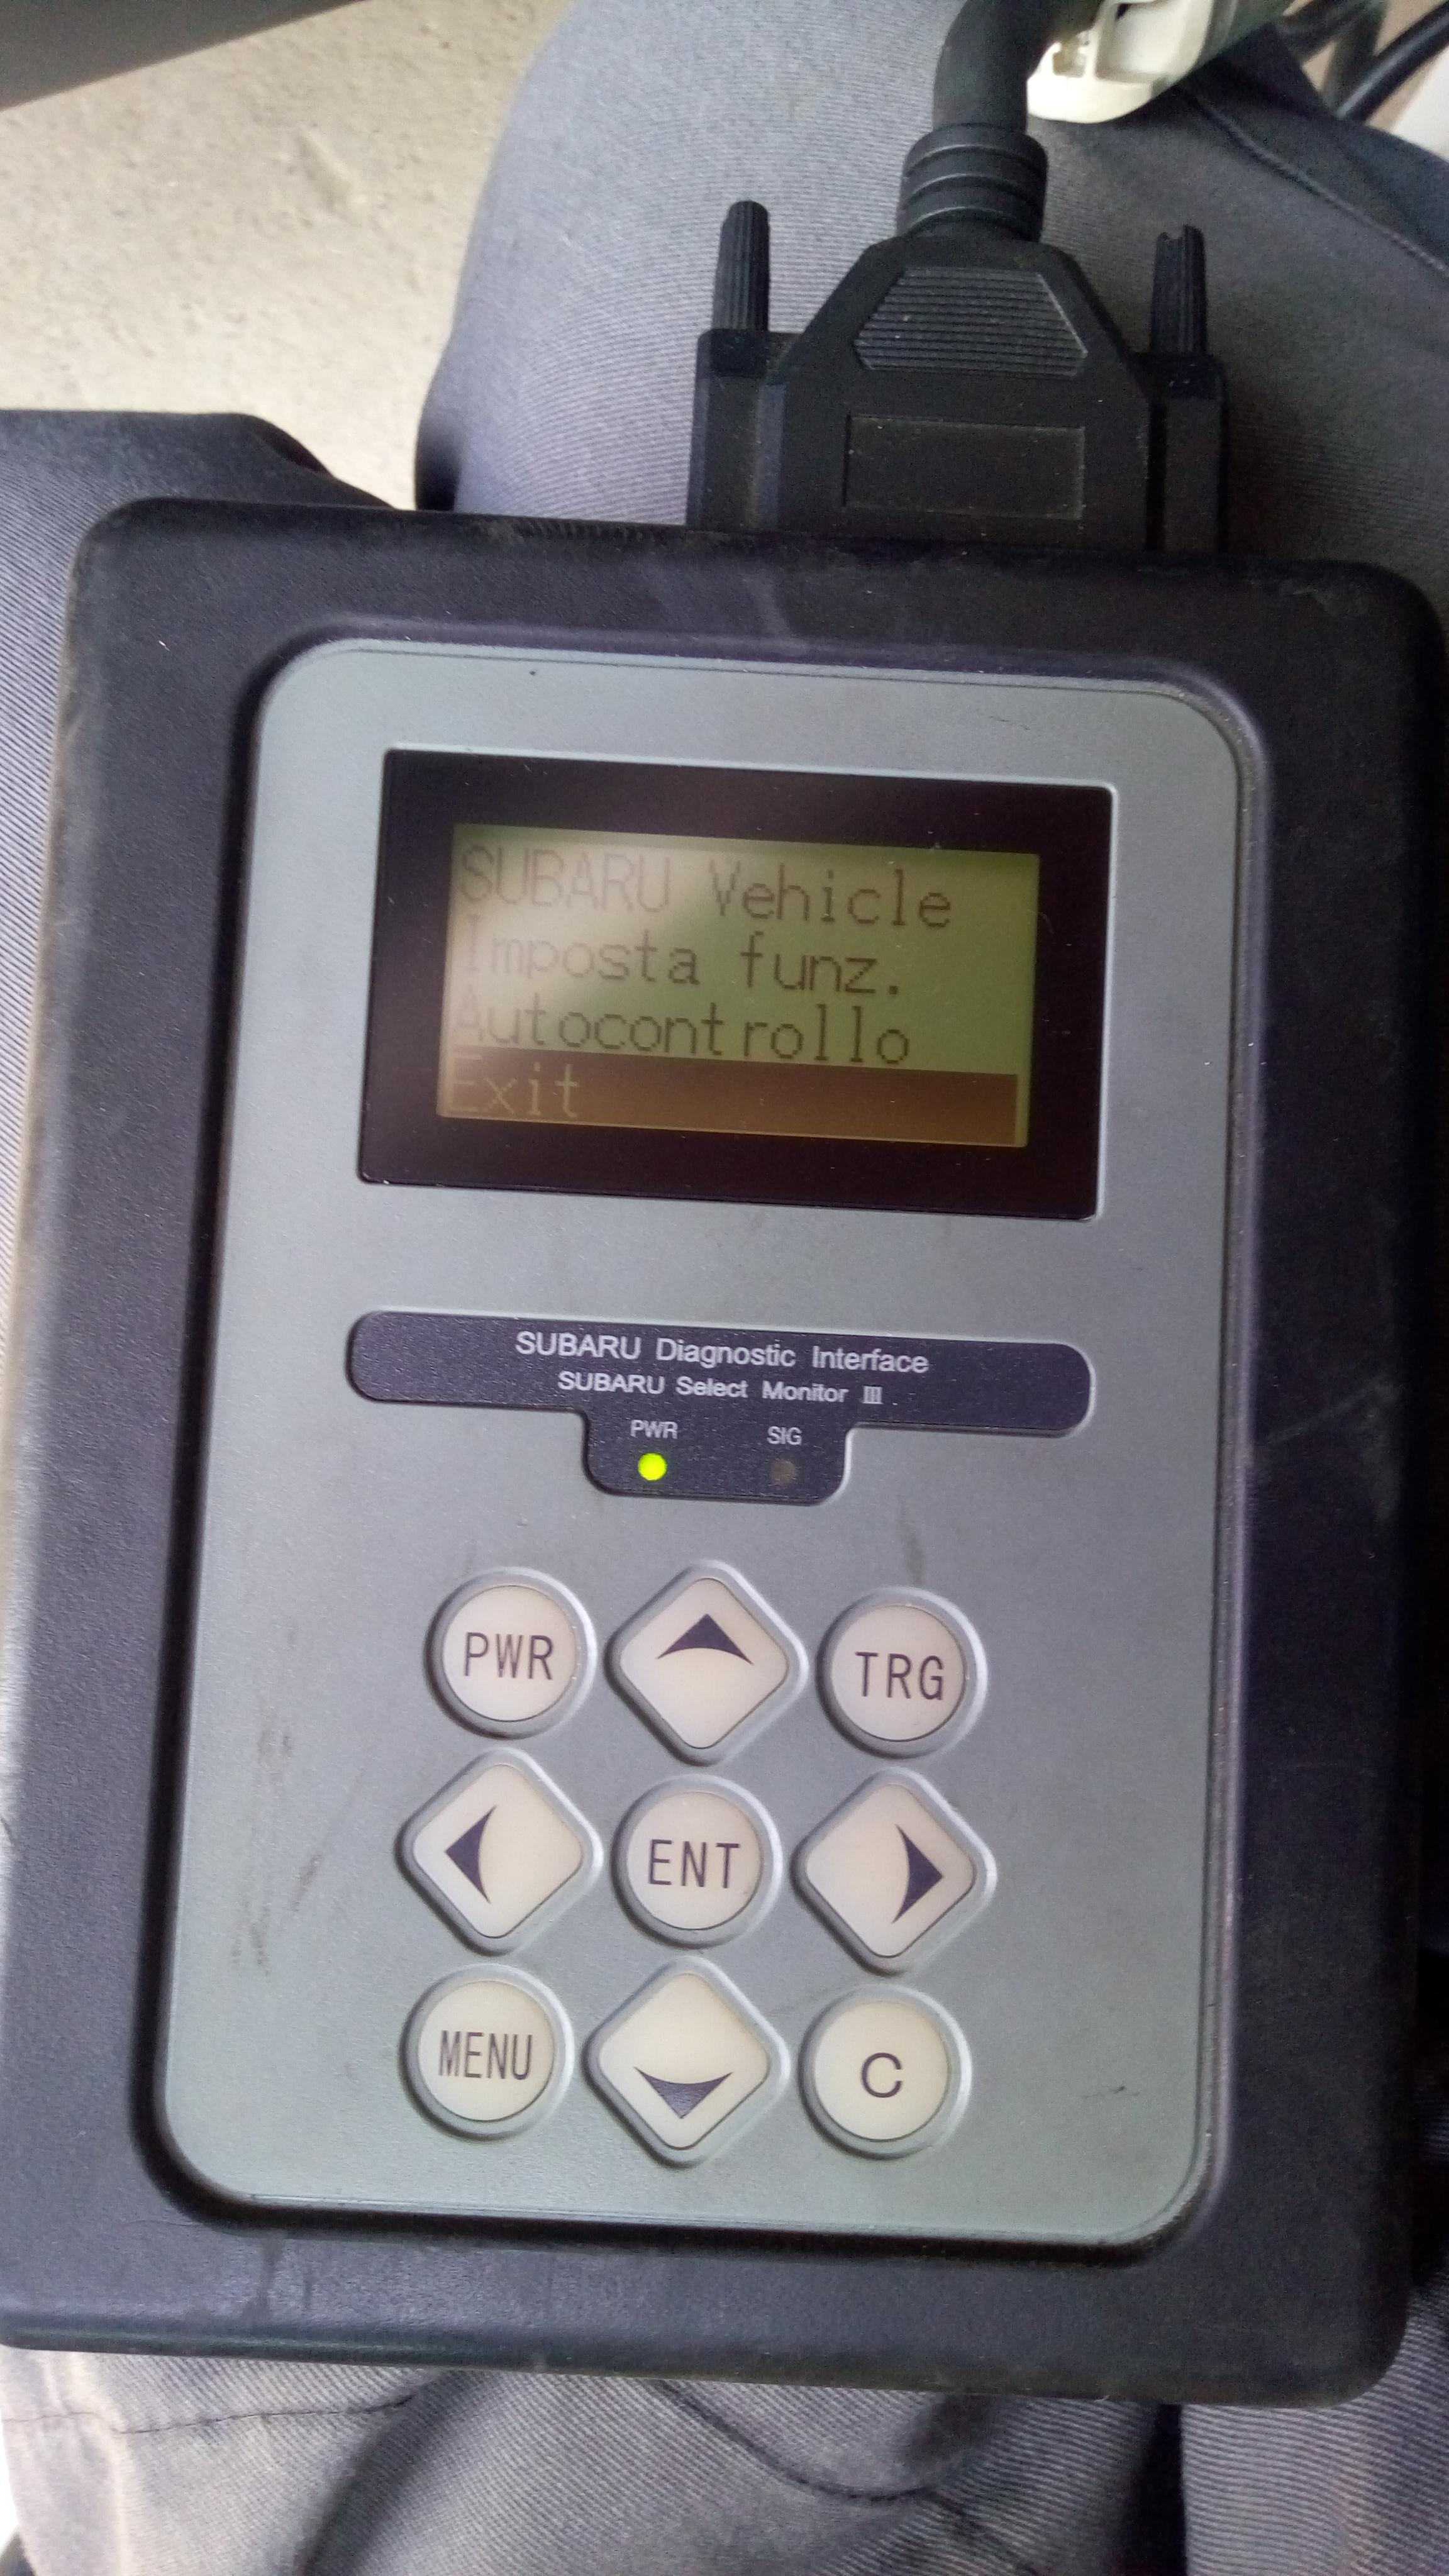 SUBARU Vehicle
Imposta funz.
Autocontrollo
Exit
SUBARU Diagnostic Interface
SUBARU Select Monitor III
PWR SIG
PWR TRG
ENT
MENU C